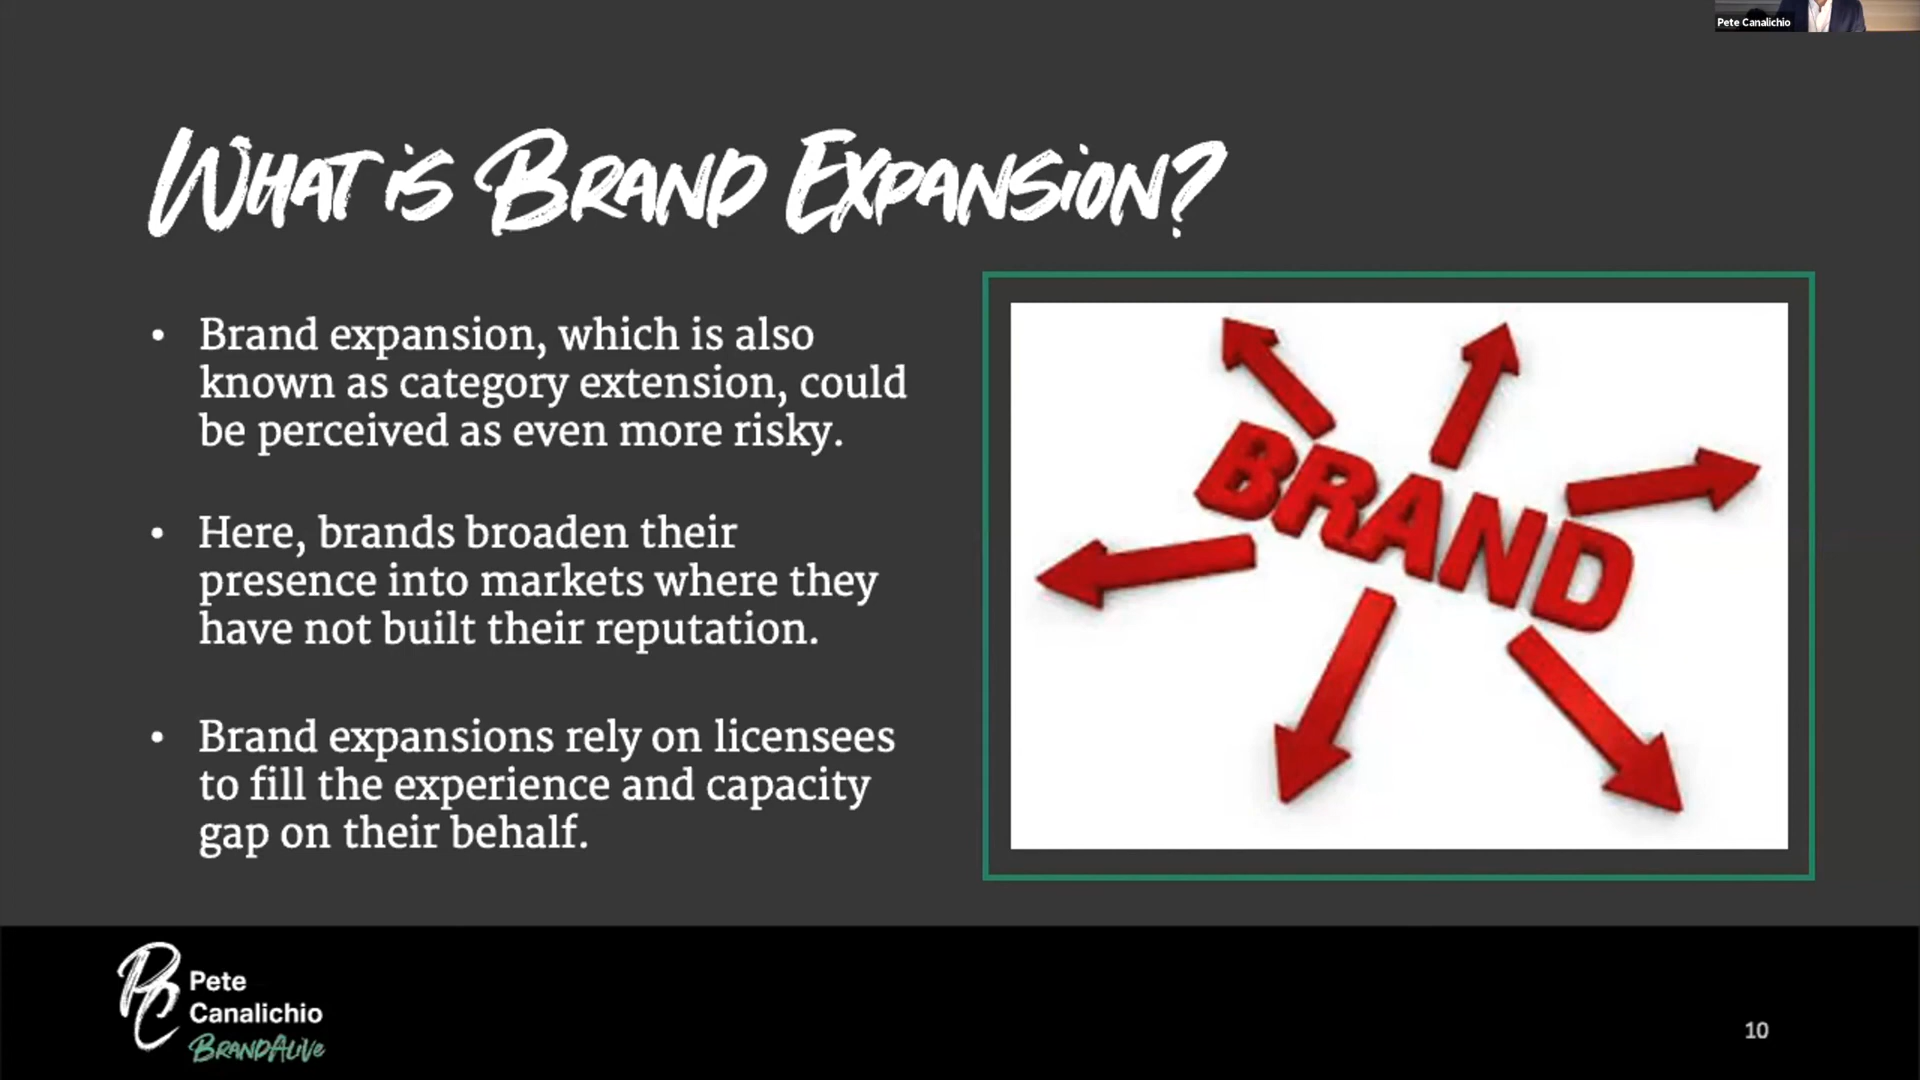 Pete Canalichio
WHAT iS BRAND EXPANSiON?
• Brand expansion, which is also
known as category extension, could
be perceived as even more risky.
• Here, brands broaden their
presence into markets where they
have not built their reputation.
• Brand expansions rely on licensees
to fill the experience and capacity
gap on their behalf.
BRAND
PC
Pete
Canalichio
BRANDALiVe
10